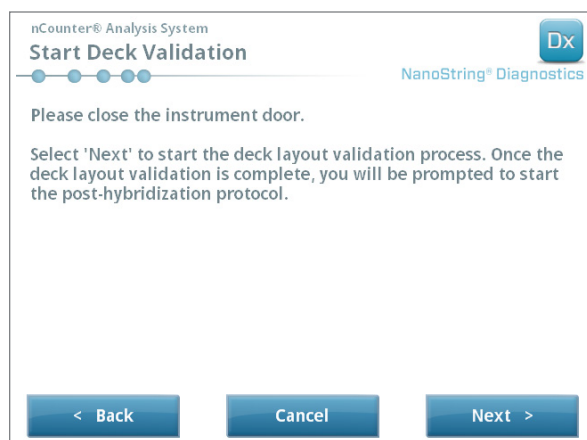 nCounter® Analysis System
Start Deck Validation
Dx
NanoString® Diagnostics
Please close the instrument door.
Select 'Next' to start the deck layout validation process. Once the
deck layout validation is complete, you will be prompted to start
the post-hybridization protocol.
< Back
Cancel
Next >